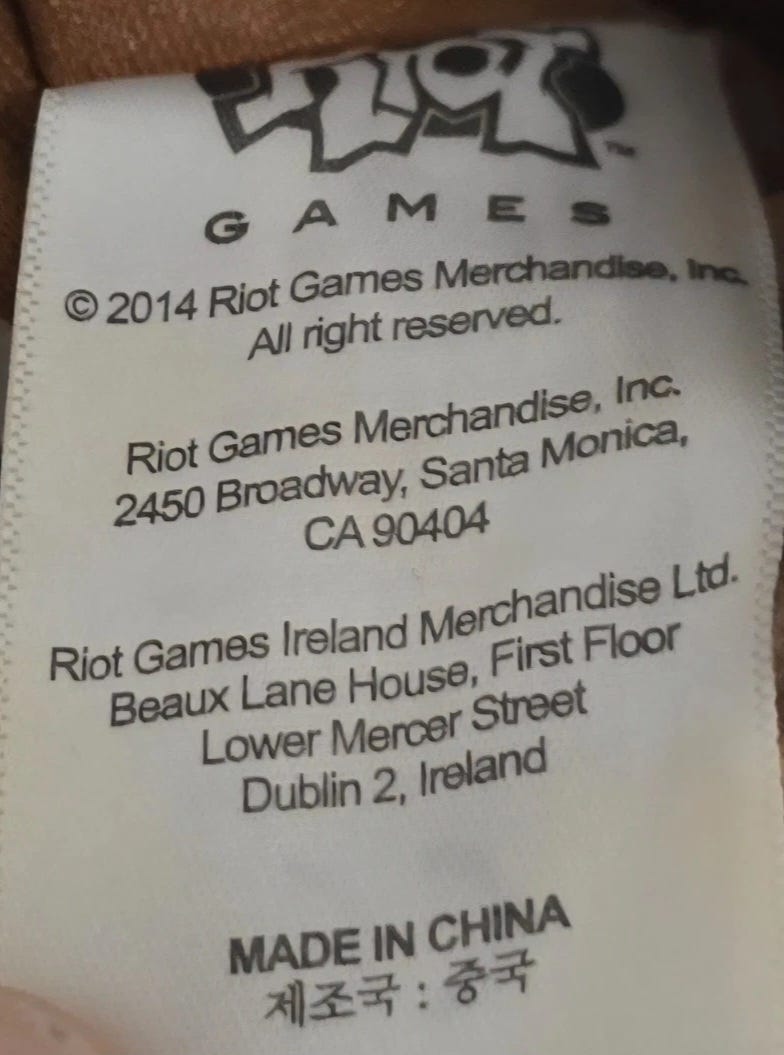 RIOT
GAMES
© 2014 Riot Games Merchandise, Inc.
All right reserved.
Riot Games Merchandise, Inc.
2450 Broadway, Santa Monica,
CA 90404
Riot Games Ireland Merchandise Ltd.
Beaux Lane House, First Floor
Lower Mercer Street
Dublin 2, Ireland
MADE IN CHINA
제조국 : 중국